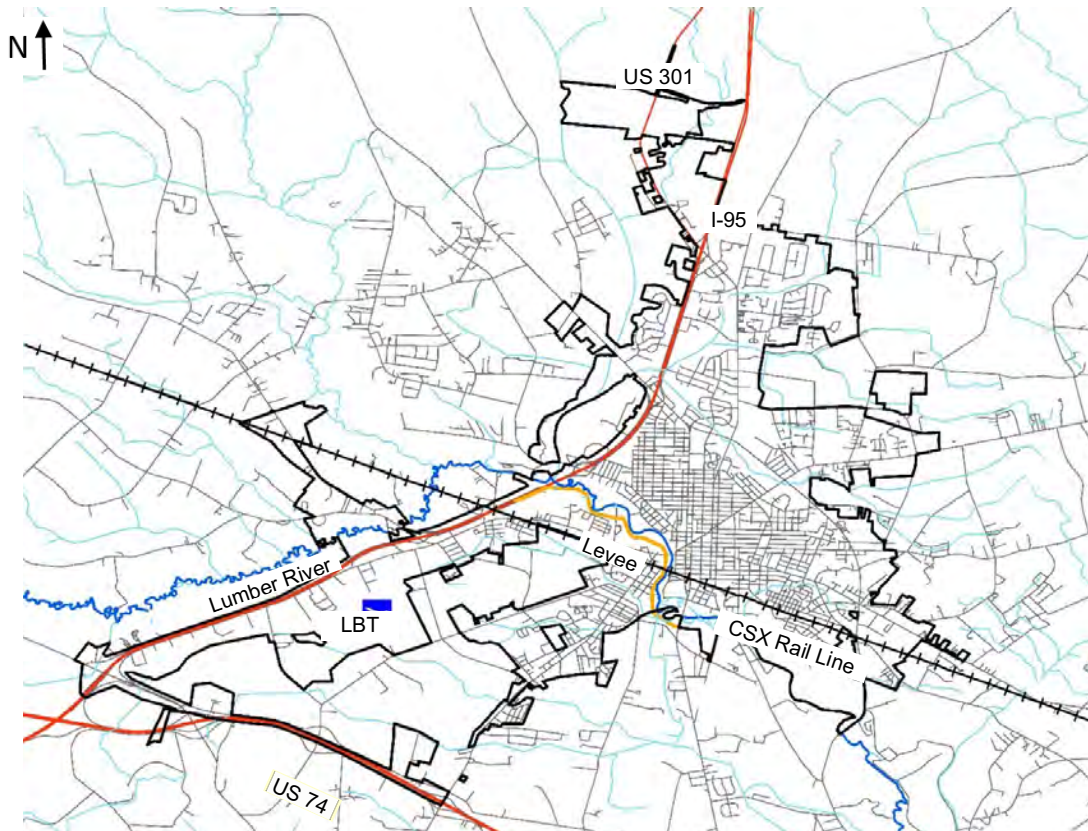 N
US 301
I-95
Levee
Lumber River
LBT
CSX Rail Line
US 74